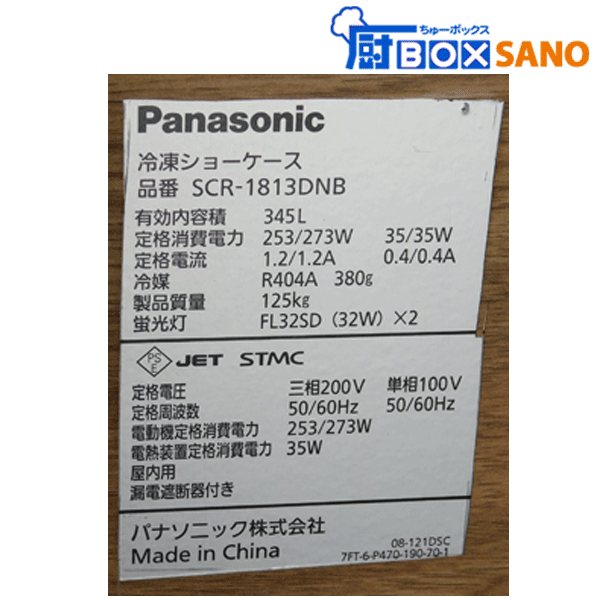 ちゅーボックス
厨BOX SANO
Panasonic
冷凍ショーケース
品番 SCR-1813DNB
有効内容積 345L
定格消費電力 253/273W 35/35W
定格電流 1.2/1.2A 0.4/0.4A
冷媒 R404A 380g
製品質量 125kg
蛍光灯 FL32SD (32W) ×2
PS E JET STMC
定格電圧 三相200V 単相100V
定格周波数 50/60Hz 50/60Hz
電動機定格消費電力 253/273W
電熱装置定格消費電力 35W
屋内用
漏電遮断器付き
パナソニック株式会社
Made in China
08-121DSC
7FT-6-P470-190-70-1